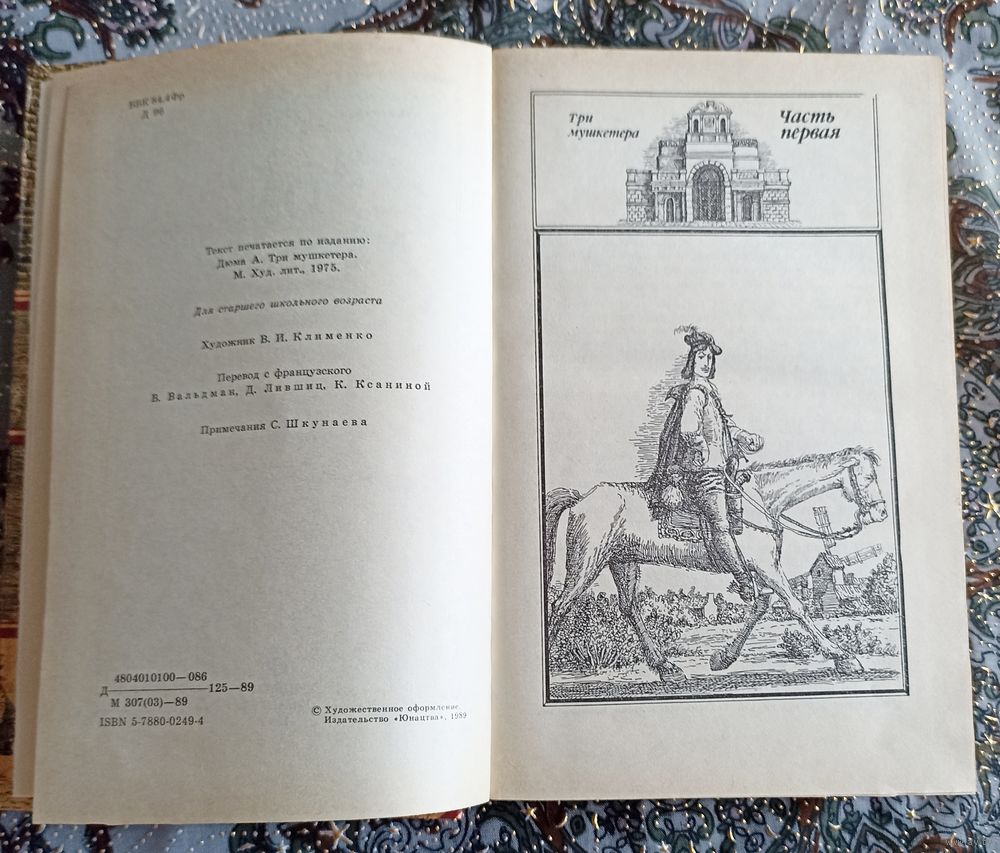 ББК 84.4Фр
Д 96
Текст печатается по изданию:
Дюма А. Три мушкетера.
М. Худ. лит., 1975.
Для старшего школьного возраста
Художник В. И. Клименко
Перевод с французского
В. Вальдман, Д. Лившиц, К. Ксаниной
Примечания С. Шкунаева
4804010100—086
Д
125—89
М 307(03)—89
ISBN 5-7880-0249-4
© Художественное оформление.
Издательство «Юнацтва», 1989
Три
мушкетера
Часть
первая